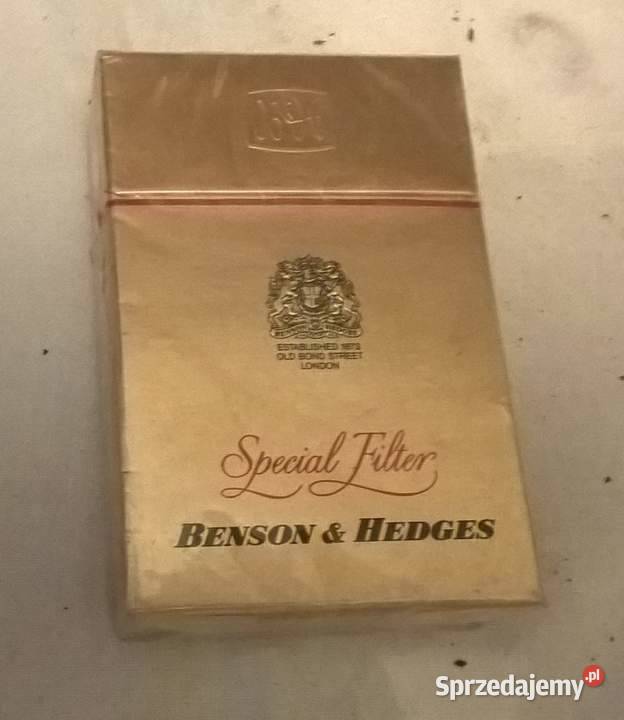 B&H
ESTABLISHED 1873
OLD BOND STREET
LONDON
Special Filter
BENSON & HEDGES
Sprzedajemy.pl